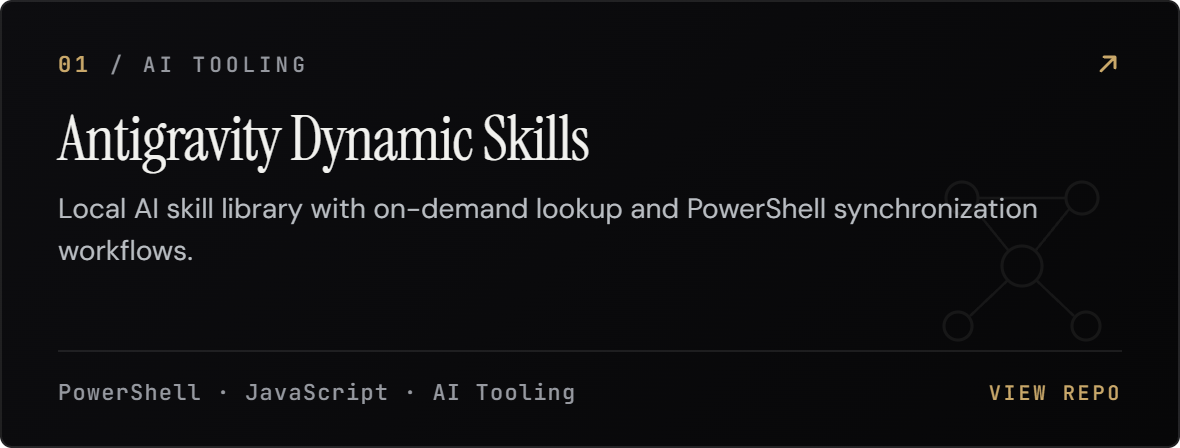 01 / AI TOOLING
Antigravity Dynamic Skills
Local AI skill library with on-demand lookup and PowerShell synchronization
workflows.
PowerShell · JavaScript · AI Tooling
VIEW REPO